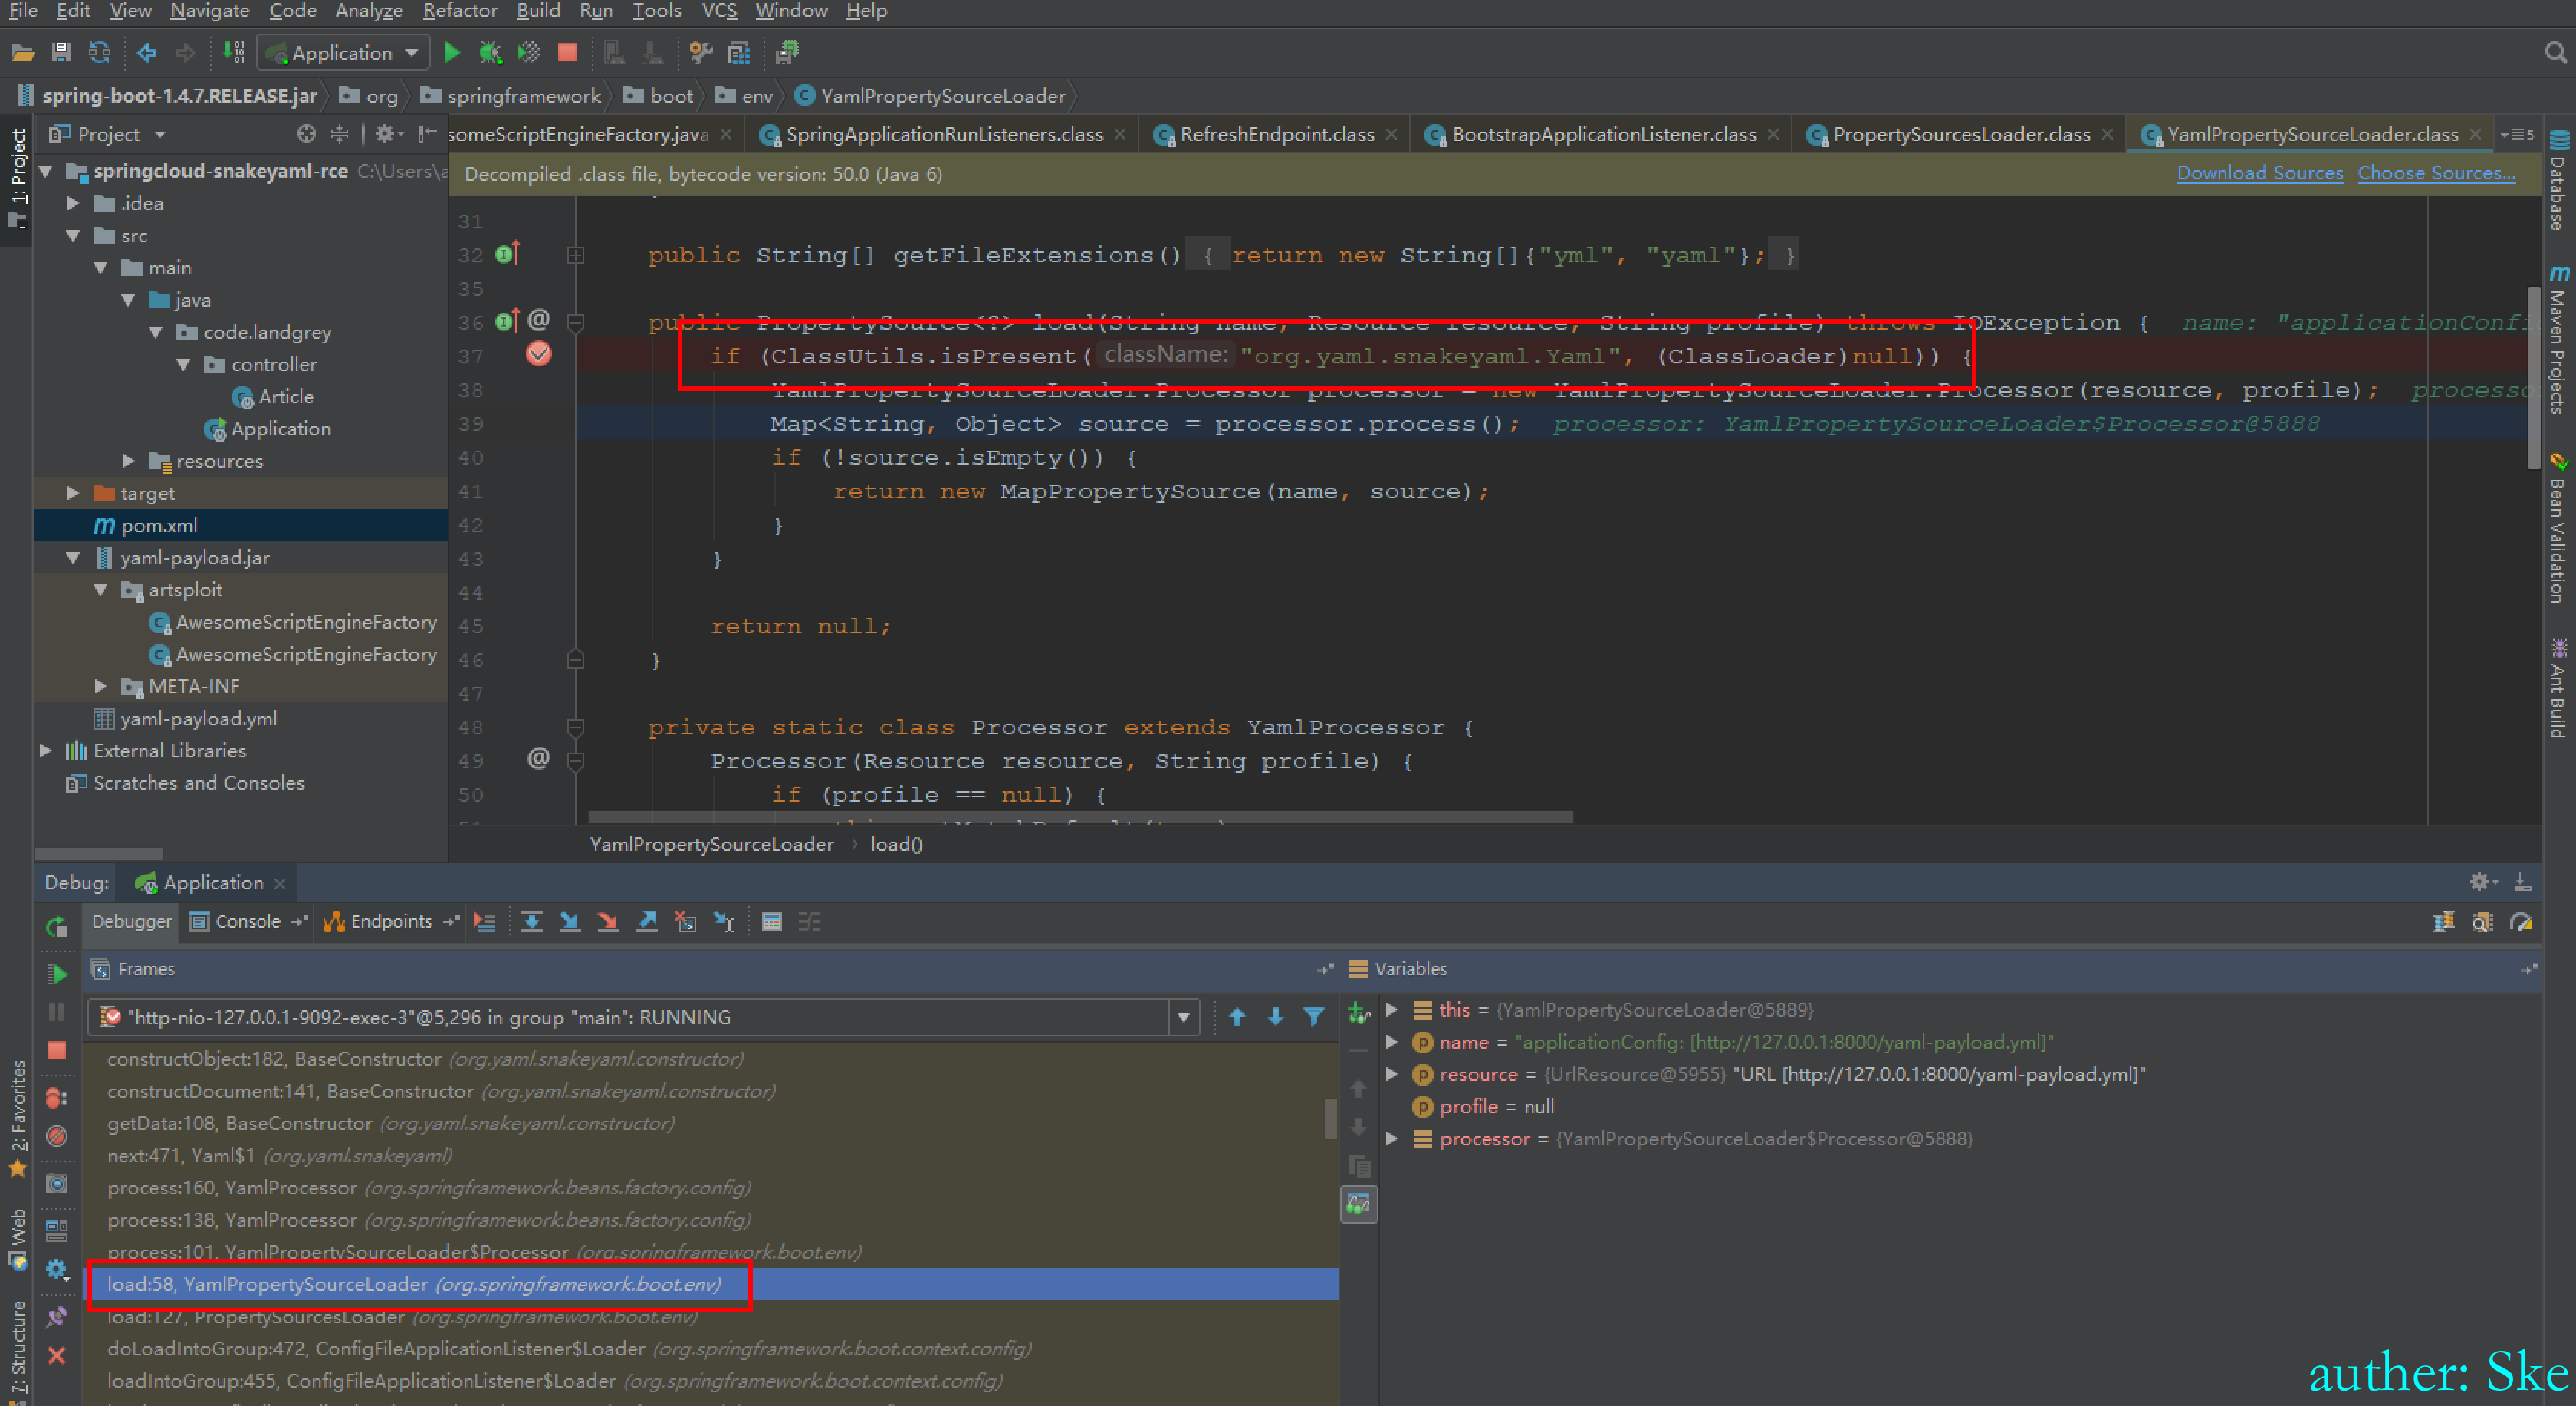 File Edit View Navigate Code Analyze Refactor Build Run Tools VCS Window Help
Application
spring-boot-1.4.7.RELEASE.jar org springframework boot env YamlPropertySourceLoader
Project
someScriptEngineFactory.java SpringApplicationRunListeners.class RefreshEndpoint.class BootstrapApplicationListener.class PropertySourcesLoader.class YamlPropertySourceLoader.class 5
Decompiled .class file, bytecode version: 50.0 (Java 6) Download Sources Choose Sources...
1: Project
springcloud-snakeyaml-rce C:\Users\a
.idea
src
main
java
code.landgrey
controller
Article
Application
resources
target
pom.xml
yaml-payload.jar
artsploit
AwesomeScriptEngineFactory
AwesomeScriptEngineFactory
META-INF
yaml-payload.yml
External Libraries
Scratches and Consoles
31
32 public String[] getFileExtensions() { return new String[]{"yml", "yaml"}; }
35
36 public PropertySource<?> load(String name, Resource resource, String profile) throws IOException { name: "applicationConfi
37 if (ClassUtils.isPresent( className: "org.yaml.snakeyaml.Yaml", (ClassLoader)null)) {
38 YamlPropertySourceLoader.Processor processor = new YamlPropertySourceLoader.Processor(resource, profile); processo
39 Map<String, Object> source = processor.process(); processor: YamlPropertySourceLoader$Processor@5888
40 if (!source.isEmpty()) {
41 return new MapPropertySource(name, source);
42 }
43 }
44
45 return null;
46 }
47
48 private static class Processor extends YamlProcessor {
49 Processor(Resource resource, String profile) {
50 if (profile == null) {
YamlPropertySourceLoader load()
Database
Maven Projects
Bean Validation
Ant Build
Debug: Application
Debugger Console Endpoints
Frames
"http-nio-127.0.0.1-9092-exec-3"@5,296 in group "main": RUNNING
constructObject:182, BaseConstructor (org.yaml.snakeyaml.constructor)
constructDocument:141, BaseConstructor (org.yaml.snakeyaml.constructor)
getData:108, BaseConstructor (org.yaml.snakeyaml.constructor)
next:471, Yaml$1 (org.yaml.snakeyaml)
process:160, YamlProcessor (org.springframework.beans.factory.config)
process:138, YamlProcessor (org.springframework.beans.factory.config)
process:101, YamlPropertySourceLoader$Processor (org.springframework.boot.env)
load:58, YamlPropertySourceLoader (org.springframework.boot.env)
load:127, PropertySourcesLoader (org.springframework.boot.env)
doLoadIntoGroup:472, ConfigFileApplicationListener$Loader (org.springframework.boot.context.config)
loadIntoGroup:455, ConfigFileApplicationListener$Loader (org.springframework.boot.context.config)
Variables
this = {YamlPropertySourceLoader@5889}
name = "applicationConfig: [http://127.0.0.1:8000/yaml-payload.yml]"
resource = {UrlResource@5955} "URL [http://127.0.0.1:8000/yaml-payload.yml]"
profile = null
processor = {YamlPropertySourceLoader$Processor@5888}
2: Favorites
Web
7: Structure
auther: Ske